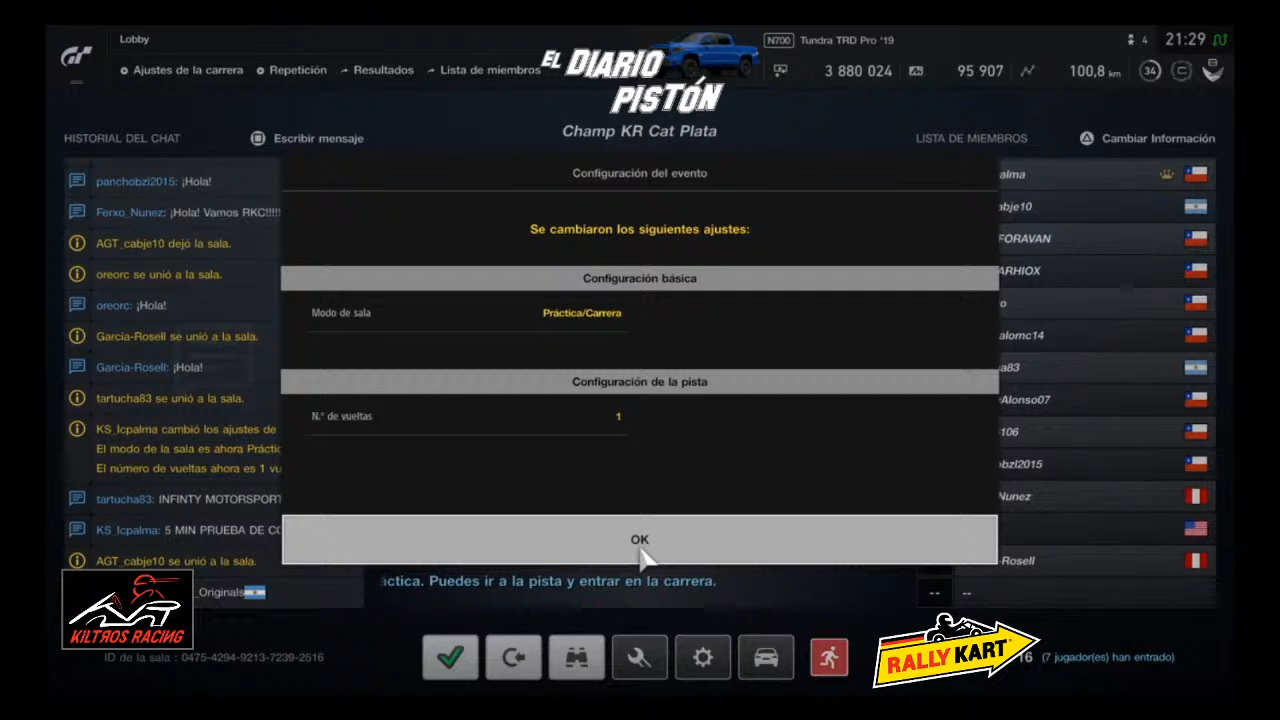 Lobby
N700 Tundra TRD Pro '19
4 21:29
Ajustes de la carrera Repetición Resultados Lista de miembros
3 880 024 95 907 100,8 km 34
EL DIARIO
PISTÓN
Champ KR Cat Plata
HISTORIAL DEL CHAT Escribir mensaje
LISTA DE MIEMBROS Cambiar Información
panchobzl2015: ¡Hola!
Ferxo_Nunez: ¡Hola! Vamos RKC!!!!!
AGT_cabje10 dejó la sala.
oreorc se unió a la sala.
oreorc: ¡Hola!
Garcia-Rosell se unió a la sala.
Garcia-Rosell: ¡Hola!
tartucha83 se unió a la sala.
KS_lcpalma cambió los ajustes de
El modo de la sala es ahora Práctic
El número de vueltas ahora es 1 vu
tartucha83: INFINTY MOTORSPORT
KS_lcpalma: 5 MIN PRUEBA DE CO
AGT_cabje10 se unió a la sala.
_Originals
Configuración del evento
Se cambiaron los siguientes ajustes:
Configuración básica
Modo de sala Práctica/Carrera
Configuración de la pista
N.° de vueltas 1
OK
áctica. Puedes ir a la pista y entrar en la carrera.
alma
abje10
FORAVAN
ARHIOX
o
alomc14
a83
Alonso07
106
obzl2015
Nunez
-Rosell
-- --
KILTROS RACING
ID de la sala : 0475-4294-9213-7239-2516
RALLY KART
16 (7 jugador(es) han entrado)